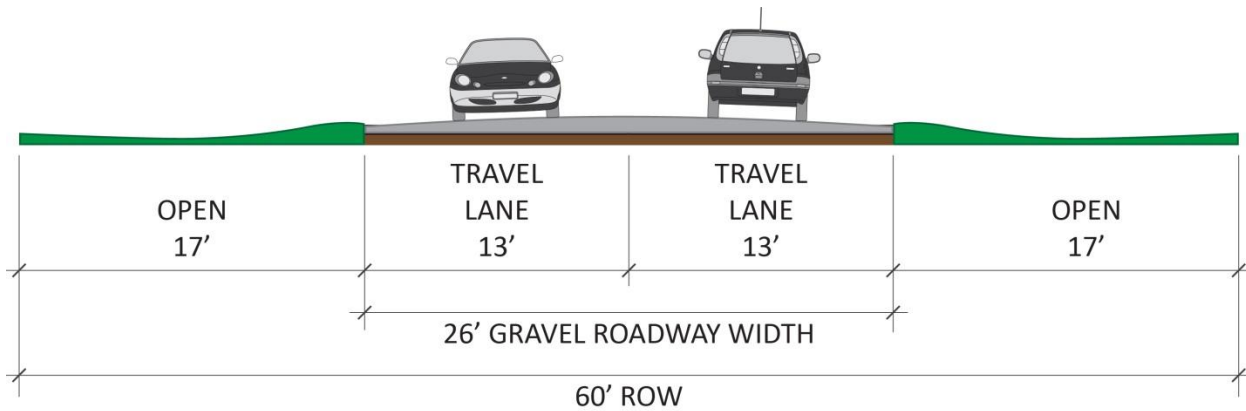 OPEN
17’
TRAVEL
LANE
13’
TRAVEL
LANE
13’
OPEN
17’
26’ GRAVEL ROADWAY WIDTH
60’ ROW